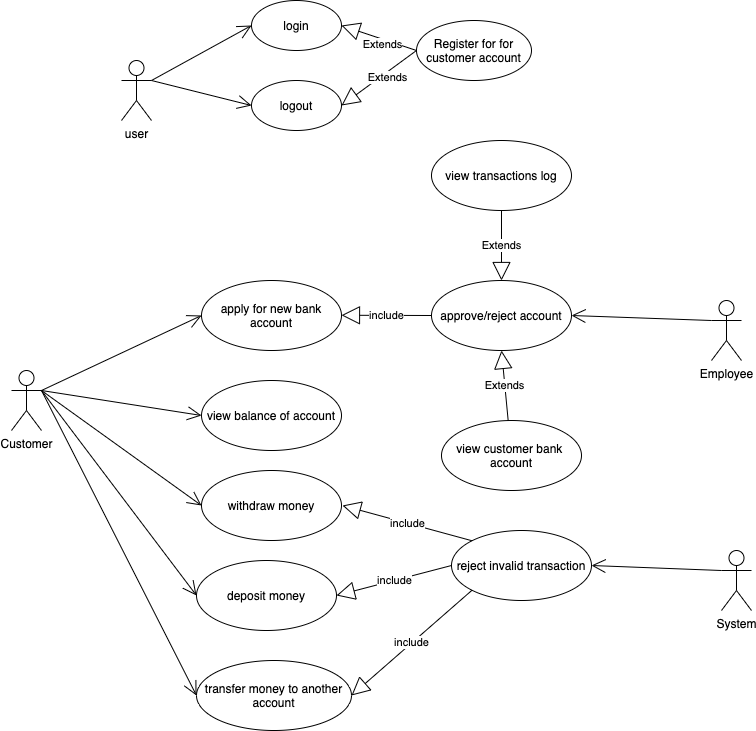 login
Extends
Register for for
customer account
Extends
logout
user
view transactions log
Extends
apply for new bank
account
include
approve/reject account
Employee
Extends
Customer
view balance of account
view customer bank
account
withdraw money
include
reject invalid transaction
include
deposit money
System
include
transfer money to another
account